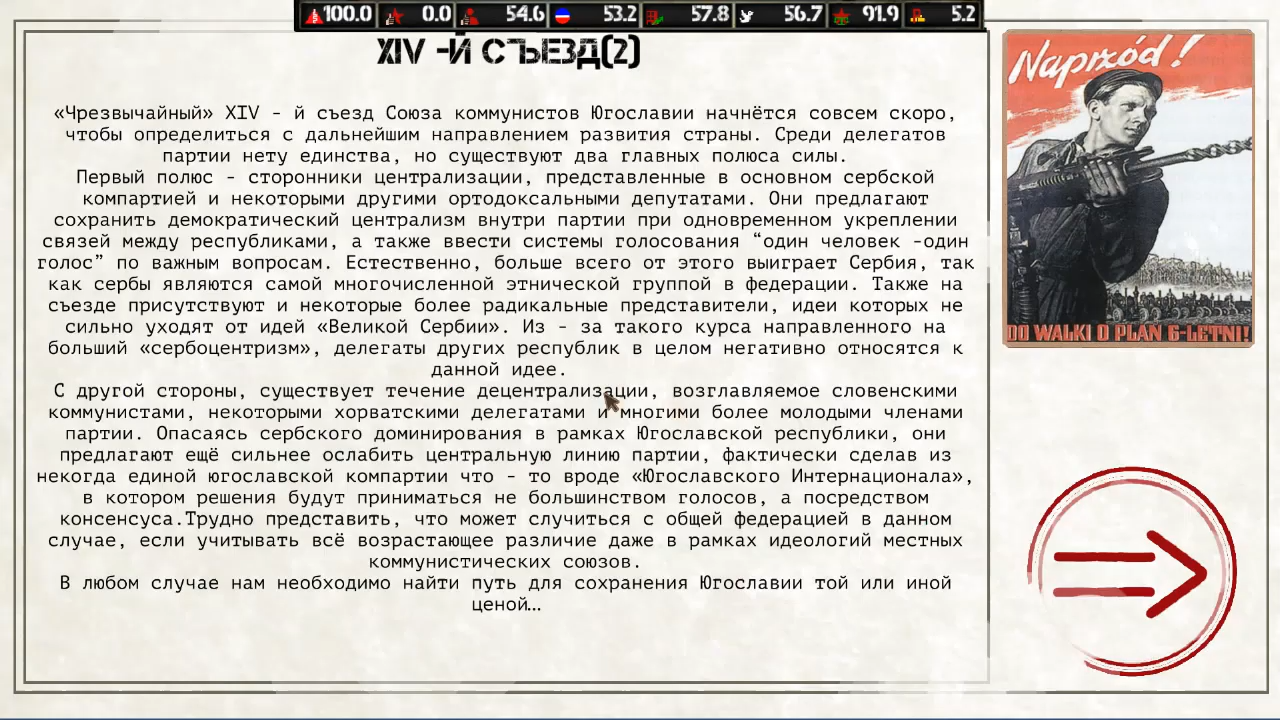 100.0 0.0 54.6 53.2 57.8 56.7 91.9 5.2
XIV -Й СЪЕЗД(2)
«Чрезвычайный» XIV - й съезд Союза коммунистов Югославии начнётся совсем скоро,
чтобы определиться с дальнейшим направлением развития страны. Среди делегатов
партии нету единства, но существуют два главных полюса силы.
Первый полюс - сторонники централизации, представленные в основном сербской
компартией и некоторыми другими ортодоксальными депутатами. Они предлагают
сохранить демократический централизм внутри партии при одновременном укреплении
связей между республиками, а также ввести системы голосования “один человек -один
голос” по важным вопросам. Естественно, больше всего от этого выиграет Сербия, так
как сербы являются самой многочисленной этнической группой в федерации. Также на
съезде присутствуют и некоторые более радикальные представители, идеи которых не
сильно уходят от идей «Великой Сербии». Из - за такого курса направленного на
больший «сербоцентризм», делегаты других республик в целом негативно относятся к
данной идее.
С другой стороны, существует течение децентрализации, возглавляемое словенскими
коммунистами, некоторыми хорватскими делегатами и многими более молодыми членами
партии. Опасаясь сербского доминирования в рамках Югославской республики, они
предлагают ещё сильнее ослабить центральную линию партии, фактически сделав из
некогда единой югославской компартии что - то вроде «Югославского Интернационала»,
в котором решения будут приниматься не большинством голосов, а посредством
консенсуса.Трудно представить, что может случиться с общей федерацией в данном
случае, если учитывать всё возрастающее различие даже в рамках идеологий местных
коммунистических союзов.
В любом случае нам необходимо найти путь для сохранения Югославии той или иной
ценой…
Naprzód!
DO WALKI O PLAN 6-LETNI!